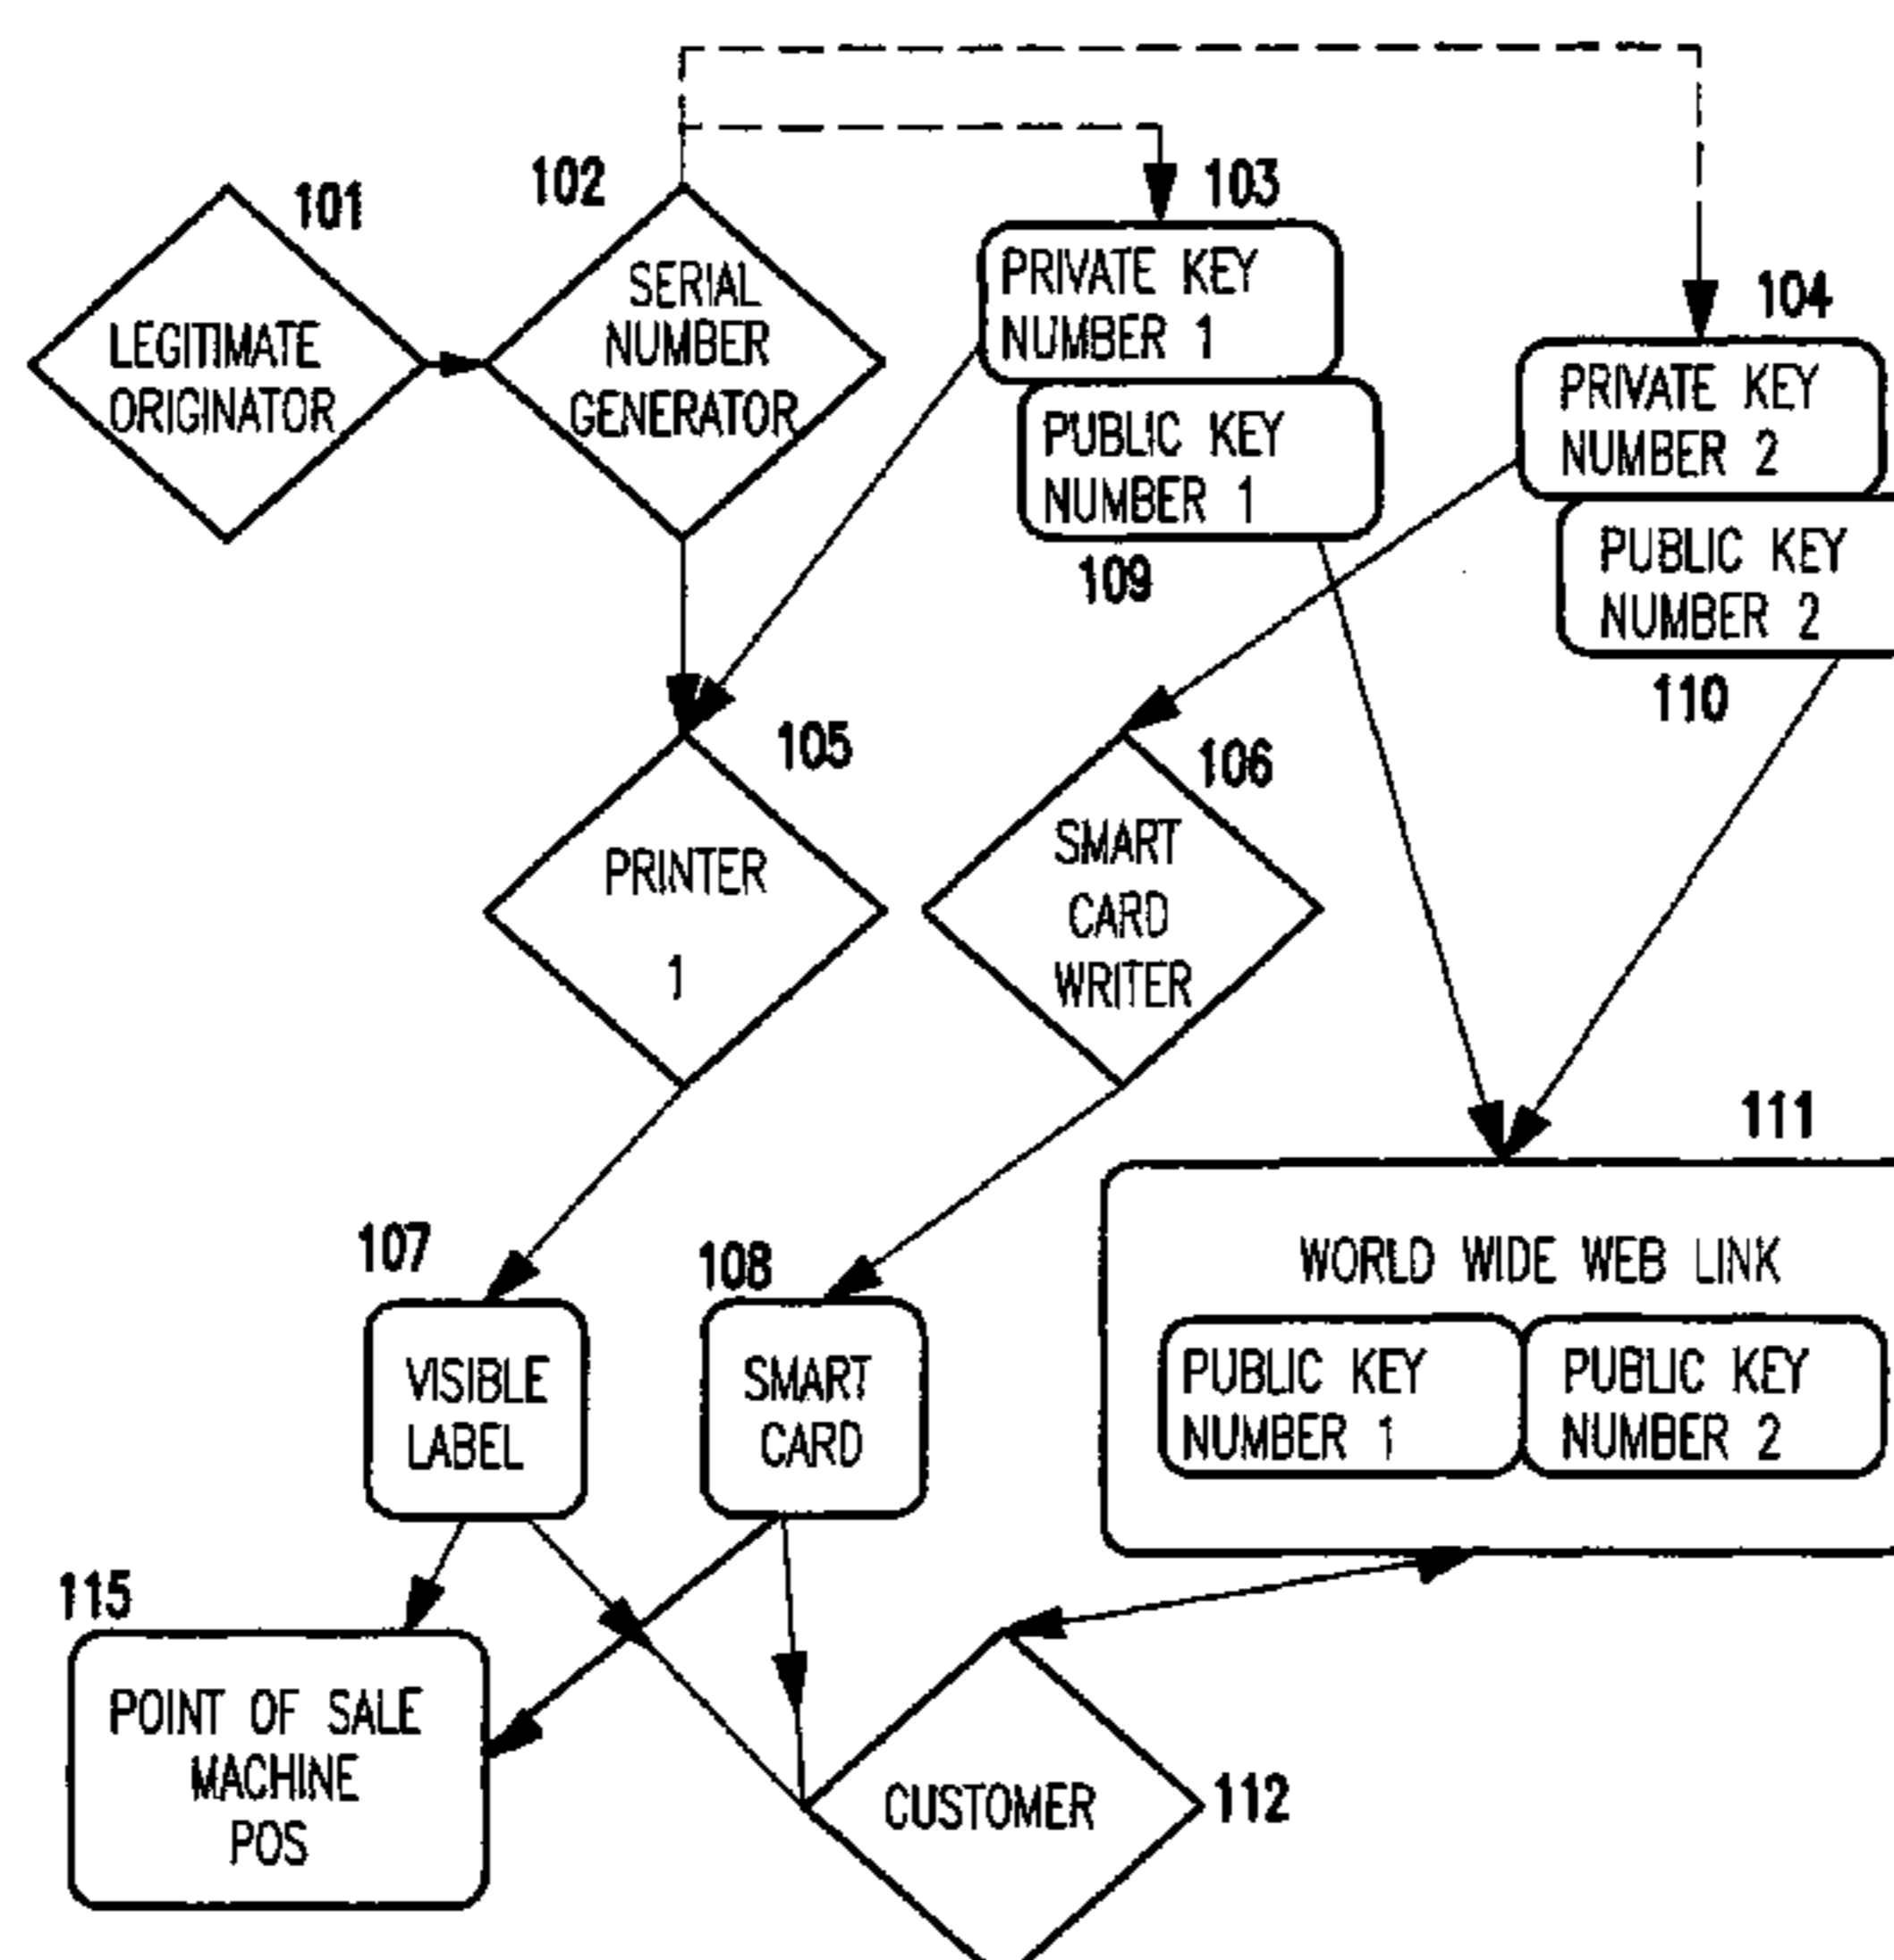 101
102
103
104
LEGITIMATE
ORIGINATOR
SERIAL
NUMBER
GENERATOR
PRIVATE KEY
NUMBER 1
PUBLIC KEY
NUMBER 1
109
PRIVATE KEY
NUMBER 2
PUBLIC KEY
NUMBER 2
110
105
PRINTER
1
106
SMART
CARD
WRITER
111
WORLD WIDE WEB LINK
PUBLIC KEY
NUMBER 1
PUBLIC KEY
NUMBER 2
107
VISIBLE
LABEL
108
SMART
CARD
115
POINT OF SALE
MACHINE
POS
CUSTOMER
112